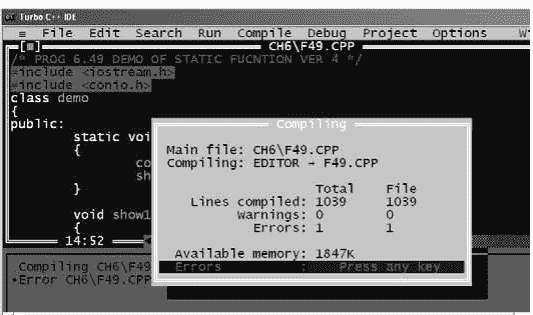 Turbo C++ IDE
≡ File Edit Search Run Compile Debug Project Options Wi
[■] CH6\F49.CPP
/* PROG 6.49 DEMO OF STATIC FUCNTION VER 4 */
#include <iostream.h>
#include <conio.h>
class demo
{
public:
static voi
{
co
sh
}
void show1
{
14:52
Compiling
Main file: CH6\F49.CPP
Compiling: EDITOR → F49.CPP
Total File
Lines compiled: 1039 1039
Warnings: 0 0
Errors: 1 1
Available memory: 1847K
Errors : Press any key
Compiling CH6\F49
•Error CH6\F49.CPP